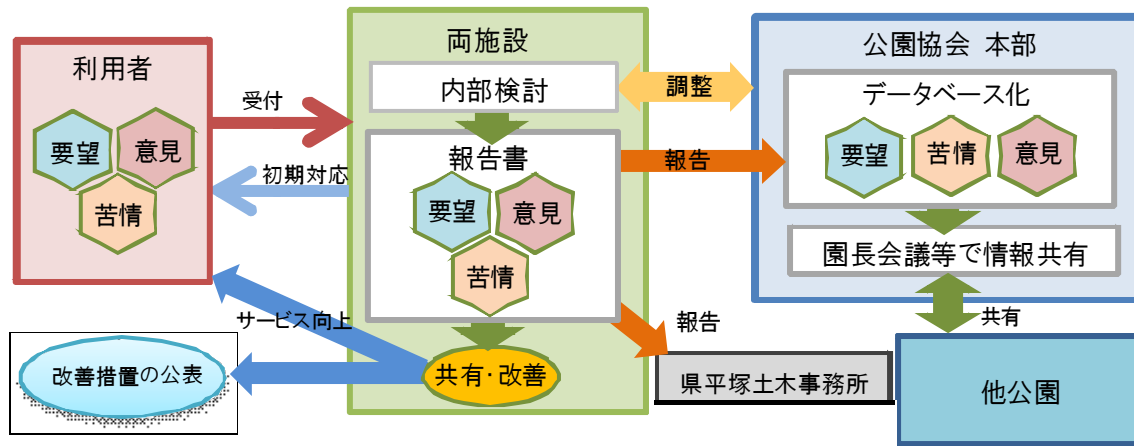 利用者
要望
意見
苦情
受付
初期対応
サービス向上
改善措置の公表
両施設
内部検討
報告書
要望
意見
苦情
共有・改善
調整
報告
報告
県平塚土木事務所
公園協会 本部
データベース化
要望
苦情
意見
園長会議等で情報共有
共有
他公園